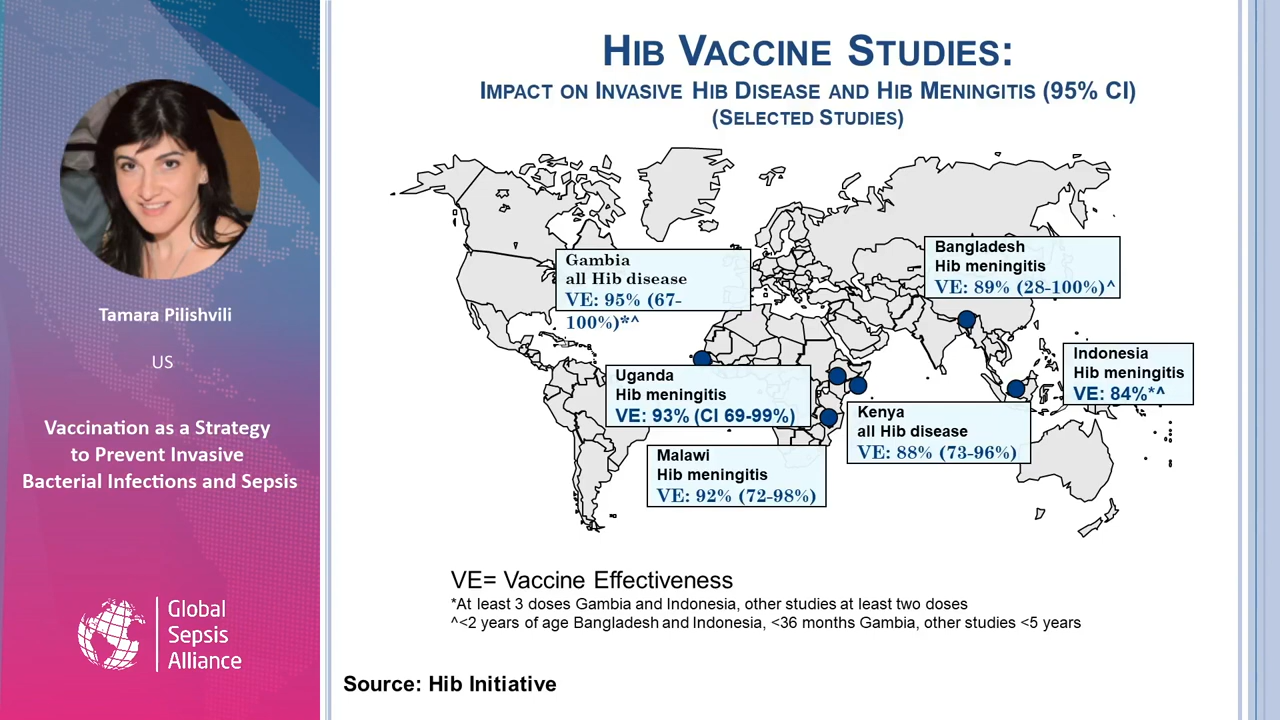 Tamara Pilishvili
US
Vaccination as a Strategy
to Prevent Invasive
Bacterial Infections and Sepsis
Global
Sepsis
Alliance
HIB VACCINE STUDIES:
IMPACT ON INVASIVE HIB DISEASE AND HIB MENINGITIS (95% CI)
(SELECTED STUDIES)
Gambia
all Hib disease
VE: 95% (67-
100%)*^
Bangladesh
Hib meningitis
VE: 89% (28-100%)^
Indonesia
Hib meningitis
VE: 84%*^
Uganda
Hib meningitis
VE: 93% (CI 69-99%)
Kenya
all Hib disease
VE: 88% (73-96%)
Malawi
Hib meningitis
VE: 92% (72-98%)
VE= Vaccine Effectiveness
*At least 3 doses Gambia and Indonesia, other studies at least two doses
^<2 years of age Bangladesh and Indonesia, <36 months Gambia, other studies <5 years
Source: Hib Initiative